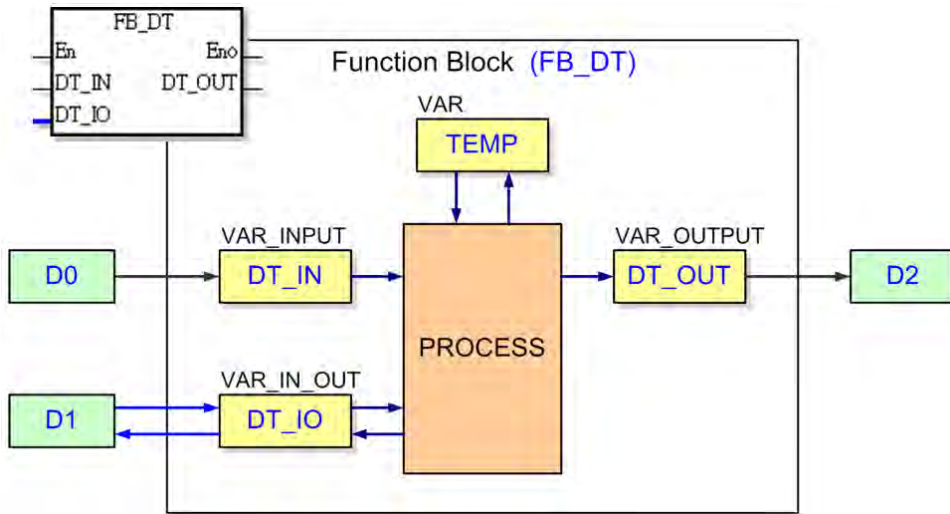 FB_DT
En Eno
DT_IN DT_OUT
DT_IO
Function Block (FB_DT)
VAR
TEMP
VAR_INPUT
VAR_OUTPUT
D0
DT_IN
DT_OUT
D2
PROCESS
VAR_IN_OUT
D1
DT_IO